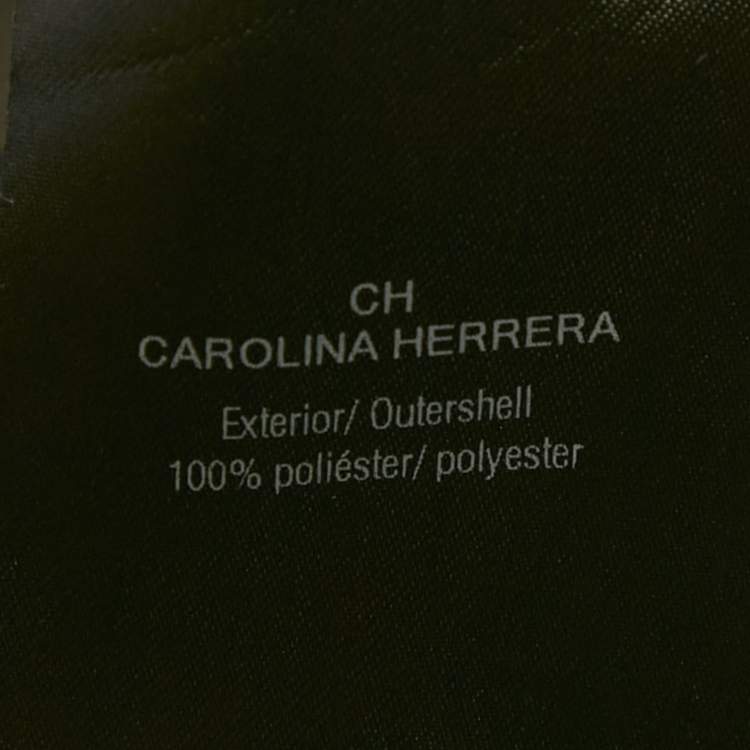 CH
CAROLINA HERRERA
Exterior/ Outershell
100% poliéster/ polyester